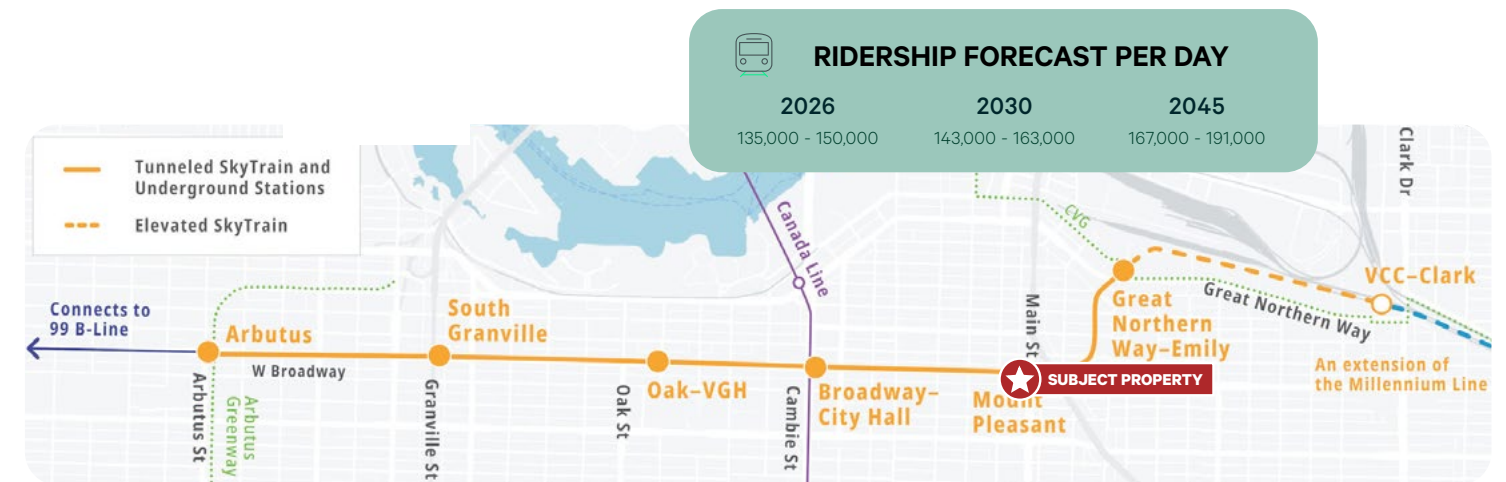 RIDERSHIP FORECAST PER DAY
2026
2030
2045
135,000 - 150,000
143,000 - 163,000
167,000 - 191,000
Tunneled SkyTrain and
Underground Stations
Elevated SkyTrain
Connects to
99 B-Line
Arbutus
W Broadway
Arbutus St
Arbutus
Greenway
South
Granville
Granville St
Oak St
Oak–VGH
Canada Line
Cambie St
Broadway–
City Hall
Main St
Mount
Pleasant
SUBJECT PROPERTY
CVG
Great
Northern
Way–Emily
Great Northern Way
Clark Dr
VCC–Clark
An extension of
the Millennium Line